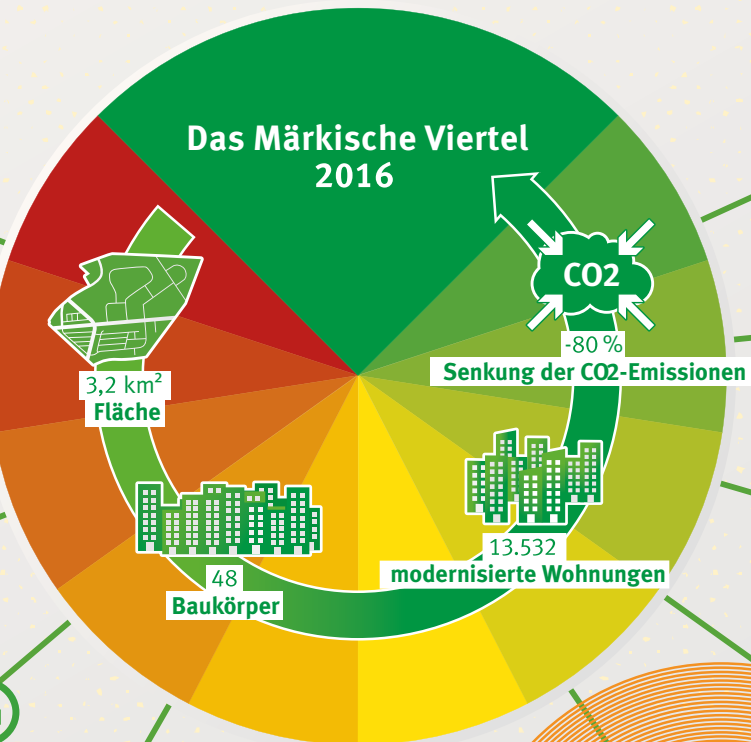 Das Märkische Viertel
2016
CO2
-80 %
Senkung der CO2-Emissionen
3,2 km²
Fläche
13.532
modernisierte Wohnungen
48
Baukörper